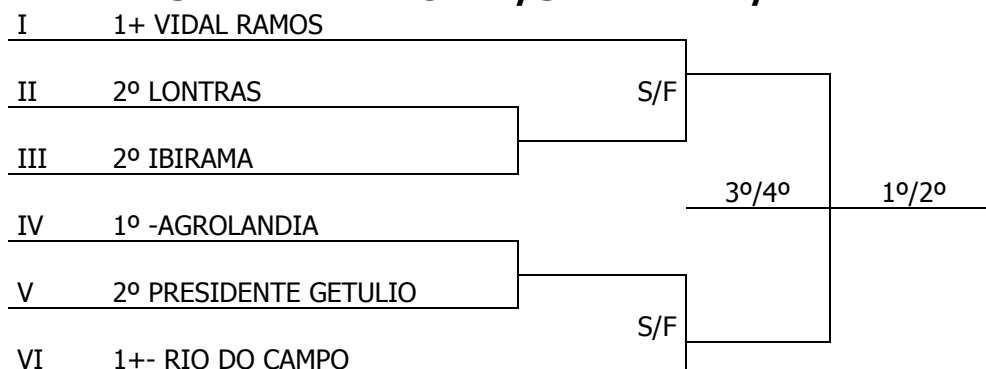 I 1+ VIDAL RAMOS
II 2º LONTRAS S/F
III 2º IBIRAMA
3º/4º 1º/2º
IV 1º -AGROLANDIA
V 2º PRESIDENTE GETULIO
S/F
VI 1+- RIO DO CAMPO